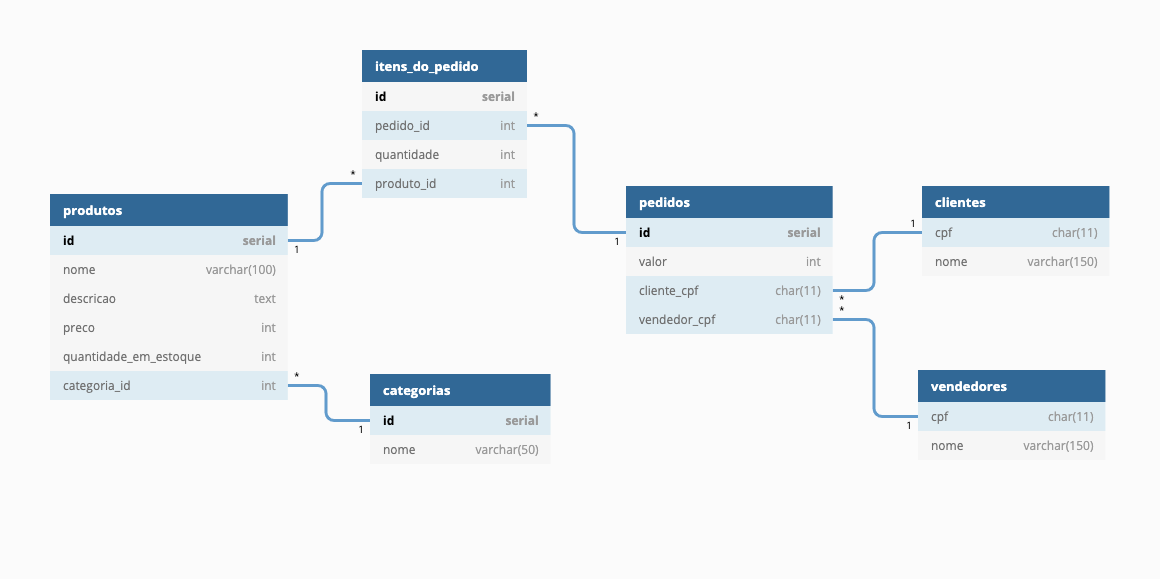 itens_do_pedido
id serial
pedido_id int
quantidade int
produto_id int
*
*
produtos
id serial
nome varchar(100)
descricao text
preco int
quantidade_em_estoque int
categoria_id int
1
*
categorias
id serial
nome varchar(50)
1
pedidos
id serial
valor int
cliente_cpf char(11)
vendedor_cpf char(11)
1
*
*
clientes
cpf char(11)
nome varchar(150)
1
vendedores
cpf char(11)
nome varchar(150)
1